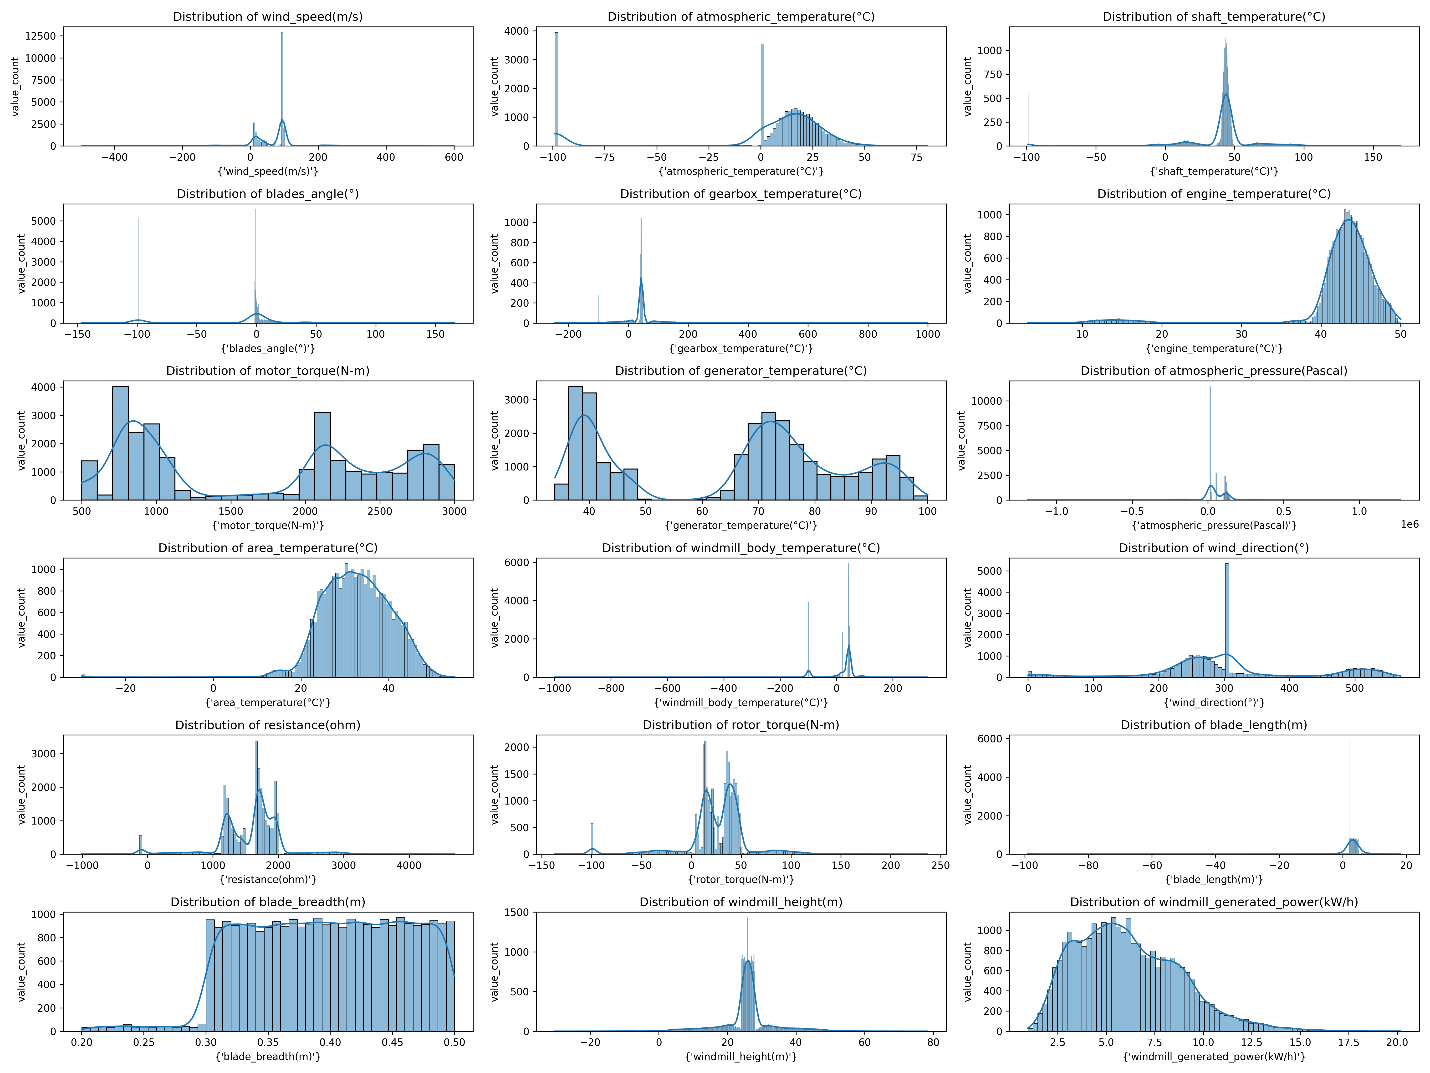 Distribution of wind_speed(m/s)
value_count
12500
10000
7500
5000
2500
0
−400 −200 0 200 400 600
{'wind_speed(m/s)'}
Distribution of atmospheric_temperature(°C)
value_count
4000
3000
2000
1000
0
−100 −75 −50 −25 0 25 50 75
{'atmospheric_temperature(°C)'}
Distribution of shaft_temperature(°C)
value_count
1000
750
500
250
0
−100 −50 0 50 100 150
{'shaft_temperature(°C)'}
Distribution of blades_angle(°)
value_count
5000
4000
3000
2000
1000
0
−150 −100 −50 0 50 100 150
{'blades_angle(°)'}
Distribution of gearbox_temperature(°C)
value_count
1000
800
600
400
200
0
−200 0 200 400 600 800 1000
{'gearbox_temperature(°C)'}
Distribution of engine_temperature(°C)
value_count
1000
800
600
400
200
0
10 20 30 40 50
{'engine_temperature(°C)'}
Distribution of motor_torque(N-m)
value_count
4000
3000
2000
1000
0
500 1000 1500 2000 2500 3000
{'motor_torque(N-m)'}
Distribution of generator_temperature(°C)
value_count
3000
2000
1000
0
40 50 60 70 80 90 100
{'generator_temperature(°C)'}
Distribution of atmospheric_pressure(Pascal)
value_count
10000
7500
5000
2500
0
−1.0 −0.5 0.0 0.5 1.0
1e6
{'atmospheric_pressure(Pascal)'}
Distribution of area_temperature(°C)
value_count
1000
800
600
400
200
0
−20 0 20 40
{'area_temperature(°C)'}
Distribution of windmill_body_temperature(°C)
value_count
6000
4000
2000
0
−1000 −800 −600 −400 −200 0 200
{'windmill_body_temperature(°C)'}
Distribution of wind_direction(°)
value_count
5000
4000
3000
2000
1000
0
0 100 200 300 400 500
{'wind_direction(°)'}
Distribution of resistance(ohm)
value_count
3000
2000
1000
0
−1000 0 1000 2000 3000 4000
{'resistance(ohm)'}
Distribution of rotor_torque(N-m)
value_count
2000
1500
1000
500
0
−150 −100 −50 0 50 100 150 200 250
{'rotor_torque(N-m)'}
Distribution of blade_length(m)
value_count
6000
4000
2000
0
−100 −80 −60 −40 −20 0 20
{'blade_length(m)'}
Distribution of blade_breadth(m)
value_count
1000
800
600
400
200
0
0.20 0.25 0.30 0.35 0.40 0.45 0.50
{'blade_breadth(m)'}
Distribution of windmill_height(m)
value_count
1500
1000
500
0
−20 0 20 40 60 80
{'windmill_height(m)'}
Distribution of windmill_generated_power(kW/h)
value_count
1000
800
600
400
200
0
2.5 5.0 7.5 10.0 12.5 15.0 17.5 20.0
{'windmill_generated_power(kW/h)'}